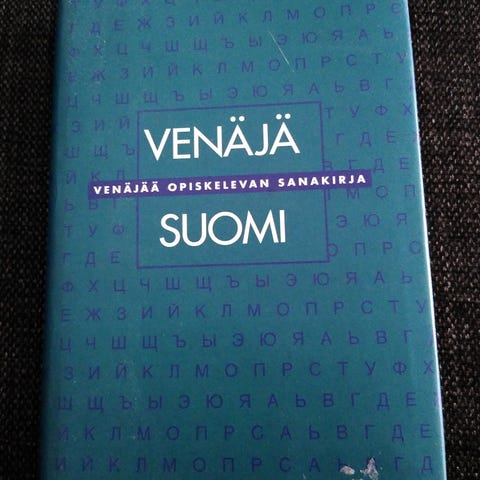 Г Д Е Ж З И Й К Л М О П Р С Т
Ф Х Ц Ч Ш Щ Ъ Ы Э Ю Я А Ь В Г
Е Ж З И Й К Л М О П Р С Т У
Ц Ч Ш Щ Ъ Ы Э Ю Я А Ь В Г Д
VENÄJÄ
VENÄJÄÄ OPISKELEVAN SANAKIRJA
SUOMI
Ф Х Ц Ч Ш Щ Ъ Ы Э Ю Я А Ь
Е Ж З И Й К Л М О П Р С Т У
Ц Ч Ш Щ Ъ Ы Э Ю Я А Ь В Г
З И Й К Л М О П Р С Т У Ф Х
Ш Щ Ъ Ы Э Ю Я А Ь В Г Д Е
И Й К Л М О П Р С А Ь В Г Д Е